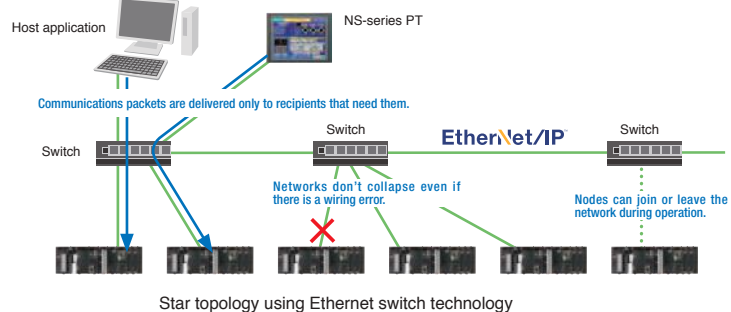 Host application
NS-series PT
Communications packets are delivered only to recipients that need them.
Switch
Switch
EtherNet/IP
Switch
Networks don't collapse even if
there is a wiring error.
Nodes can join or leave the
network during operation.
Star topology using Ethernet switch technology